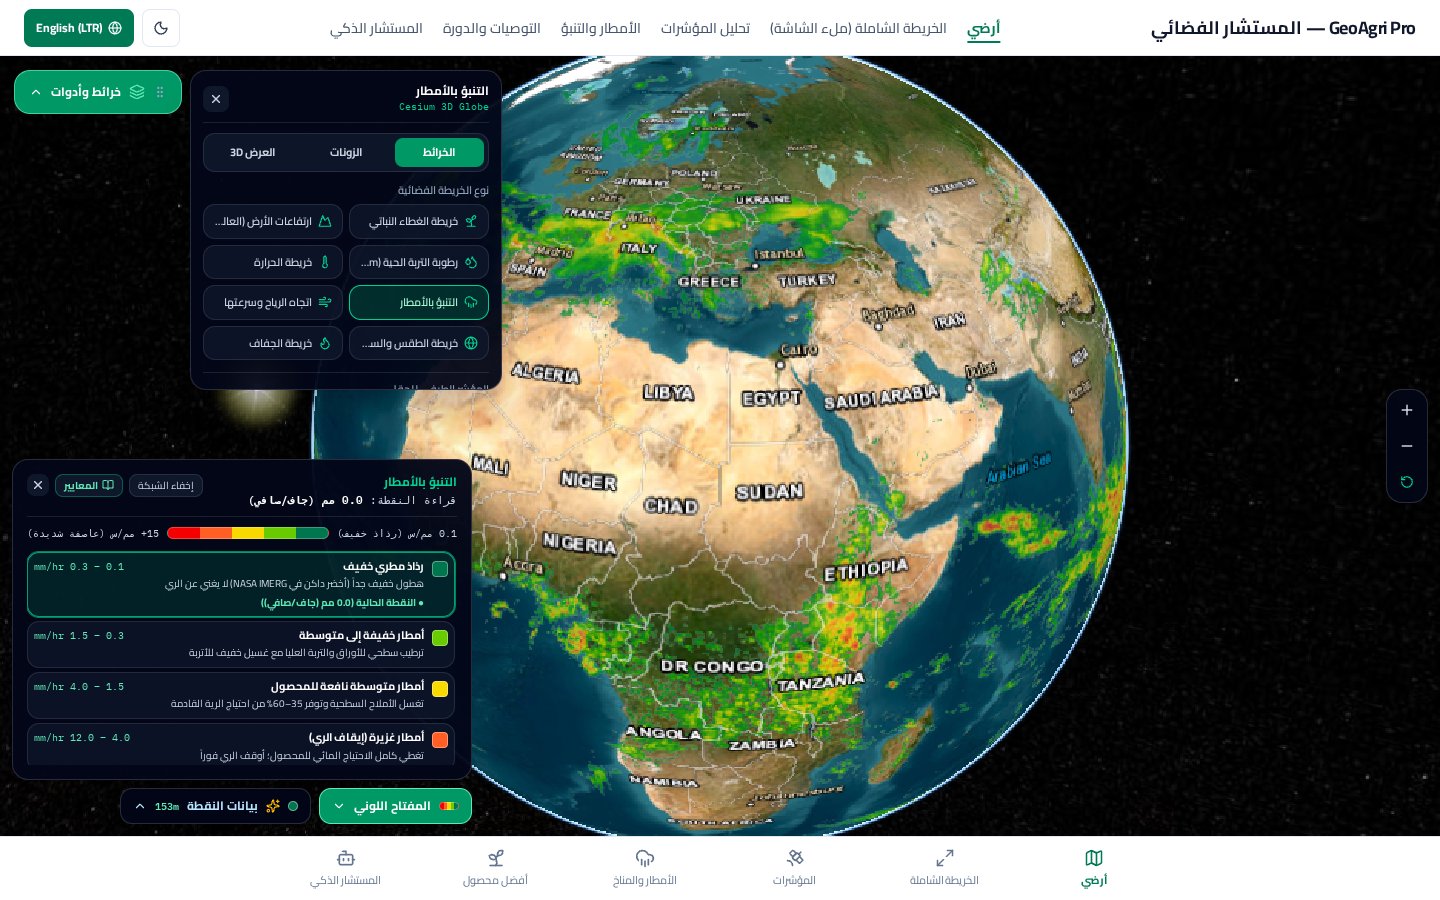 GeoAgri Pro — المستشار الفضائي
أرضي
الخريطة الشاملة (ملء الشاشة)
تحليل المؤشرات
الأمطار والتنبؤ
التوصيات والدورة
المستشار الذكي
English (LTR)
خرائط وأدوات
التنبؤ بالأمطار
Cesium 3D Globe
الخرائط
الزونات
العرض 3D
نوع الخريطة الفضائية
خريطة الغطاء النباتي
ارتفاعات الأرض (العالـ...
رطوبة التربة الحية (m...
خريطة الحرارة
التنبؤ بالأمطار
اتجاه الرياح وسرعتها
خريطة الطقس والسـ...
خريطة الجفاف
GERMANY
POLAND
UKRAINE
FRANCE
Milan
ITALY
Madrid
SPAIN
Istanbul
GREECE
TURKEY
Baghdad
IRAN
Cairo
Dubai
INDIA
Mumbai
ALGERIA
LIBYA
EGYPT
SAUDI ARABIA
Arabian Sea
MALI
NIGER
CHAD
SUDAN
NIGERIA
Accra
ETHIOPIA
DR CONGO
TANZANIA
ANGOLA
ZAMBIA
NAMIBIA
التنبؤ بالأمطار
قراءة النقطة: 0.0 مم (جاف/صافي)
إخفاء الشبكة
المعايير
0.1 مم/س (رذاذ خفيف)
+15 مم/س (عاصفة شديدة)
رذاذ مطري خفيف
0.1 – 0.3 mm/hr
هطول خفيف جداً (أخضر داكن في NASA IMERG) لا يغني عن الري
● النقطة الحالية (0.0 مم (جاف/صافي))
أمطار خفيفة إلى متوسطة
0.3 – 1.5 mm/hr
ترطيب سطحي للأوراق والتربة العليا مع غسيل خفيف للأتربة
أمطار متوسطة نافعة للمحصول
1.5 – 4.0 mm/hr
تغسل الأملاح السطحية وتوفر 35–60% من احتياج الرية القادمة
أمطار غزيرة (إيقاف الري)
4.0 – 12.0 mm/hr
تغطي كامل الاحتياج المائي للمحصول؛ أوقف الري فوراً
المفتاح اللوني
بيانات النقطة
153m
أرضي
الخريطة الشاملة
المؤشرات
الأمطار والمناخ
أفضل محصول
المستشار الذكي